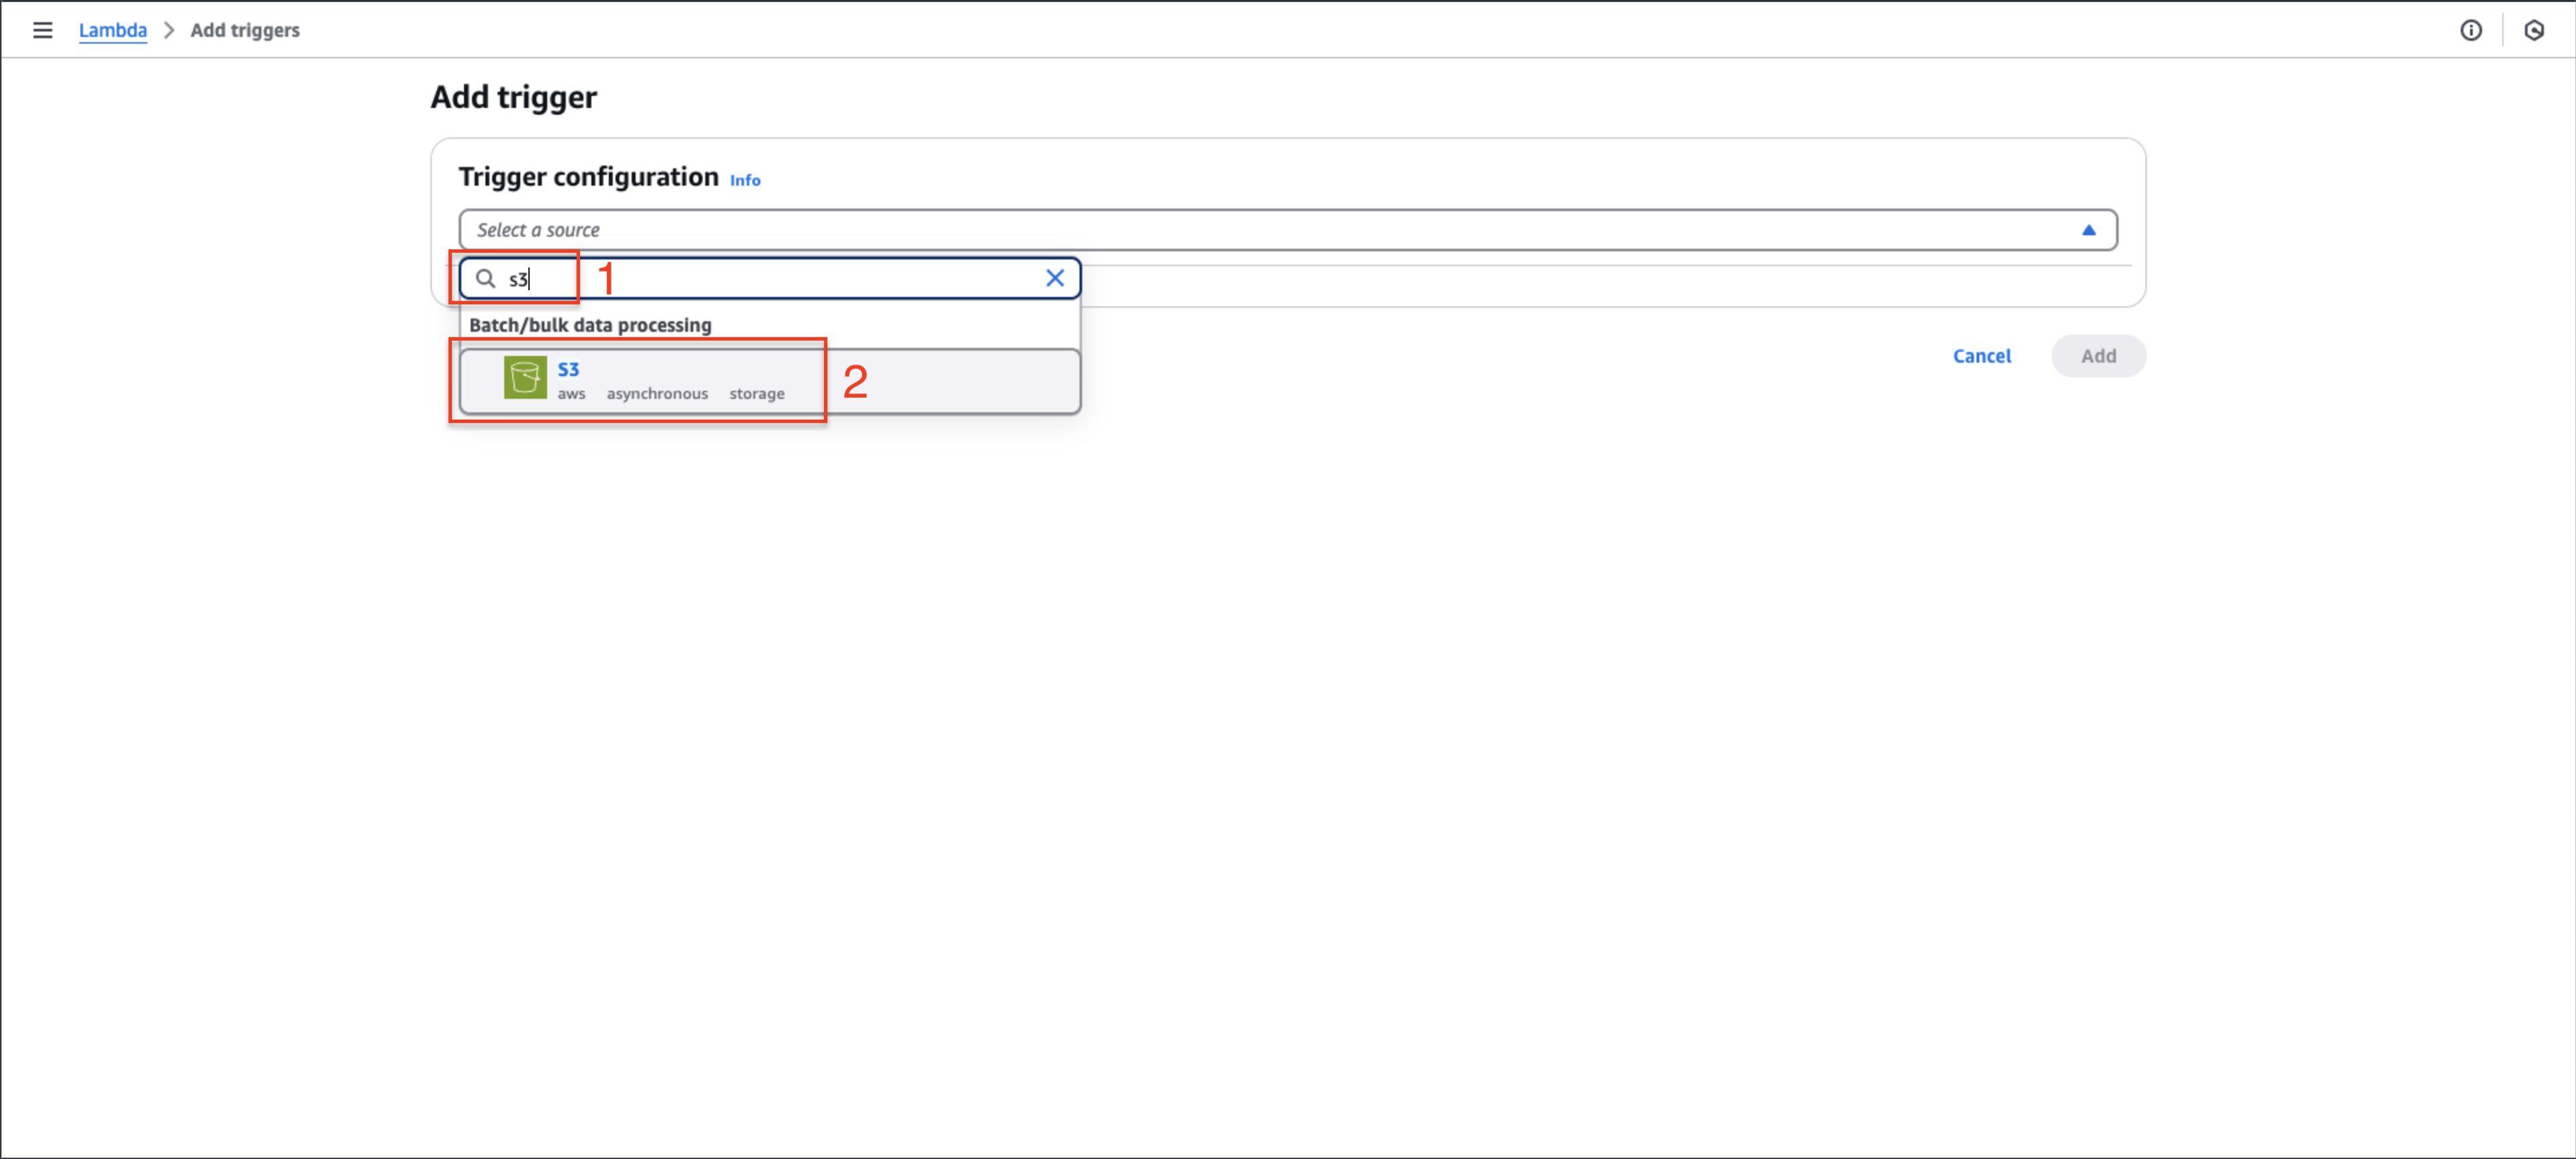 Lambda > Add triggers
Add trigger
Trigger configuration Info
Select a source
s3 1
Batch/bulk data processing
S3
aws asynchronous storage 2
Cancel Add